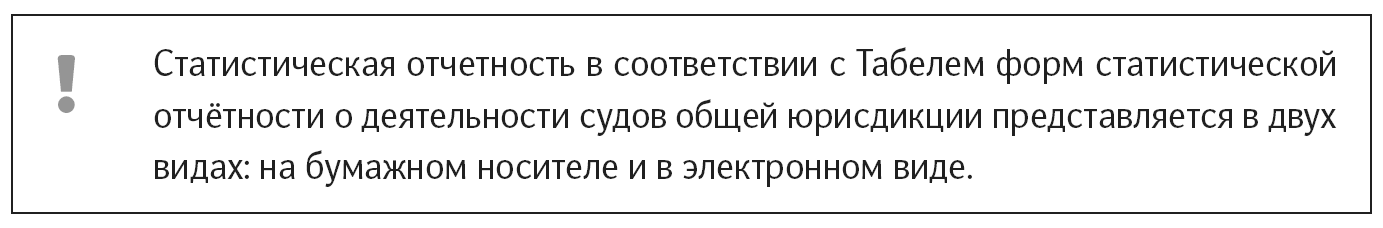 ! Статистическая отчетность в соответствии с Табелем форм статистической
отчётности о деятельности судов общей юрисдикции представляется в двух
видах: на бумажном носителе и в электронном виде.